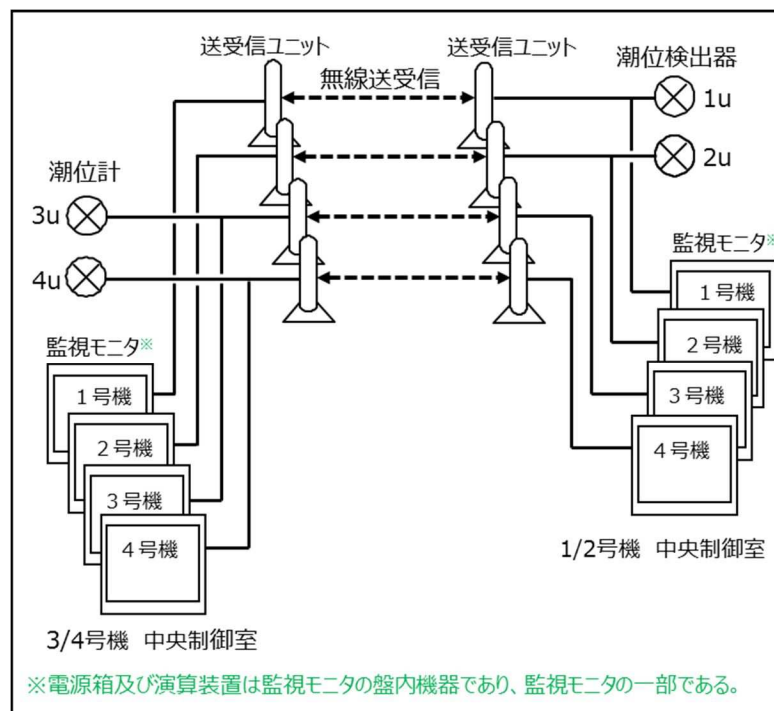 送受信ユニット
送受信ユニット
潮位検出器
無線送受信
1u
2u
潮位計
3u
4u
監視モニタ※
1号機
2号機
3号機
4号機
監視モニタ※
1号機
2号機
3号機
4号機
1/2号機 中央制御室
3/4号機 中央制御室
※電源箱及び演算装置は監視モニタの盤内機器であり、監視モニタの一部である。